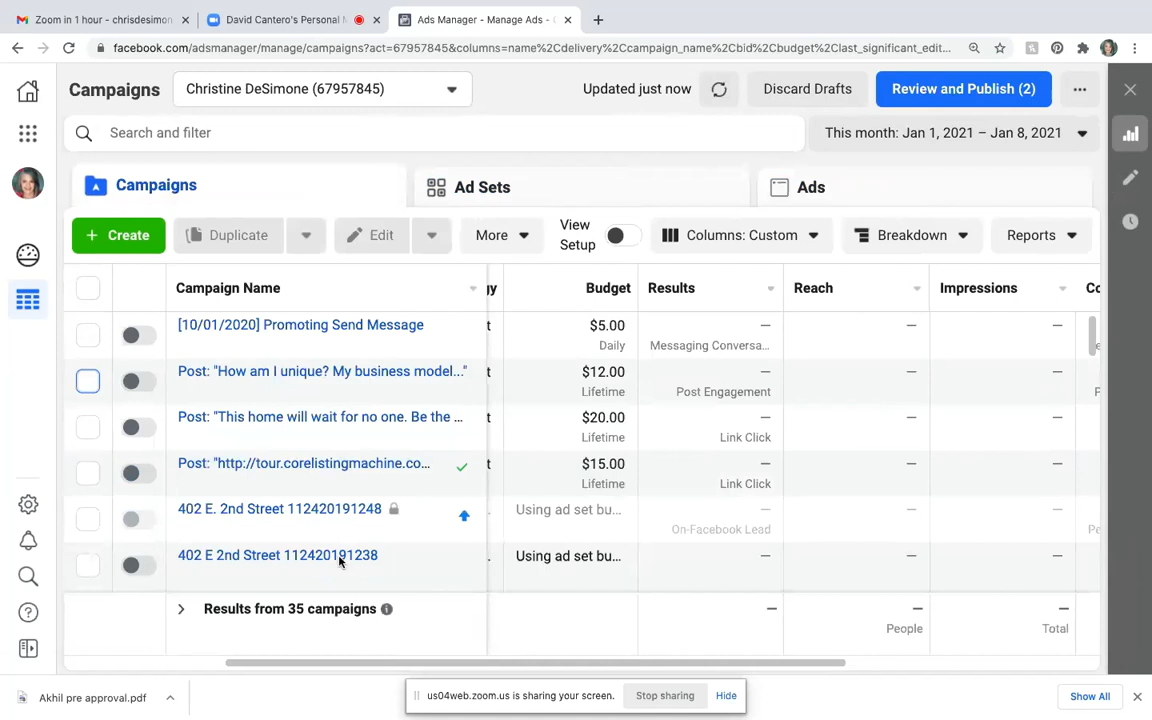 Zoom in 1 hour - chrisdesimon
David Cantero's Personal M
Ads Manager - Manage Ads - C
facebook.com/adsmanager/manage/campaigns?act=67957845&columns=name%2Cdelivery%2Ccampaign_name%2Cbid%2Cbudget%2Clast_significant_edit...
Campaigns
Christine DeSimone (67957845)
Updated just now
Discard Drafts
Review and Publish (2)
Search and filter
This month: Jan 1, 2021 – Jan 8, 2021
Campaigns
Ad Sets
Ads
+ Create
Duplicate
Edit
More
View Setup
Columns: Custom
Breakdown
Reports
Campaign Name
gy
Budget
Results
Reach
Impressions
Co
[10/01/2020] Promoting Send Message
t
$5.00
—
—
—
Daily
Messaging Conversa...
Post: "How am I unique? My business model..."
t
$12.00
—
—
—
Lifetime
Post Engagement
Post: "This home will wait for no one. Be the ...
t
$20.00
—
—
—
Lifetime
Link Click
Post: "http://tour.corelistingmachine.co...
t
$15.00
—
—
—
Lifetime
Link Click
402 E. 2nd Street 112420191248
Using ad set bu...
—
—
—
On-Facebook Lead
402 E 2nd Street 112420191238
Using ad set bu...
—
—
—
Results from 35 campaigns
—
—
—
People
Total
Akhil pre approval.pdf
us04web.zoom.us is sharing your screen.
Stop sharing
Hide
Show All